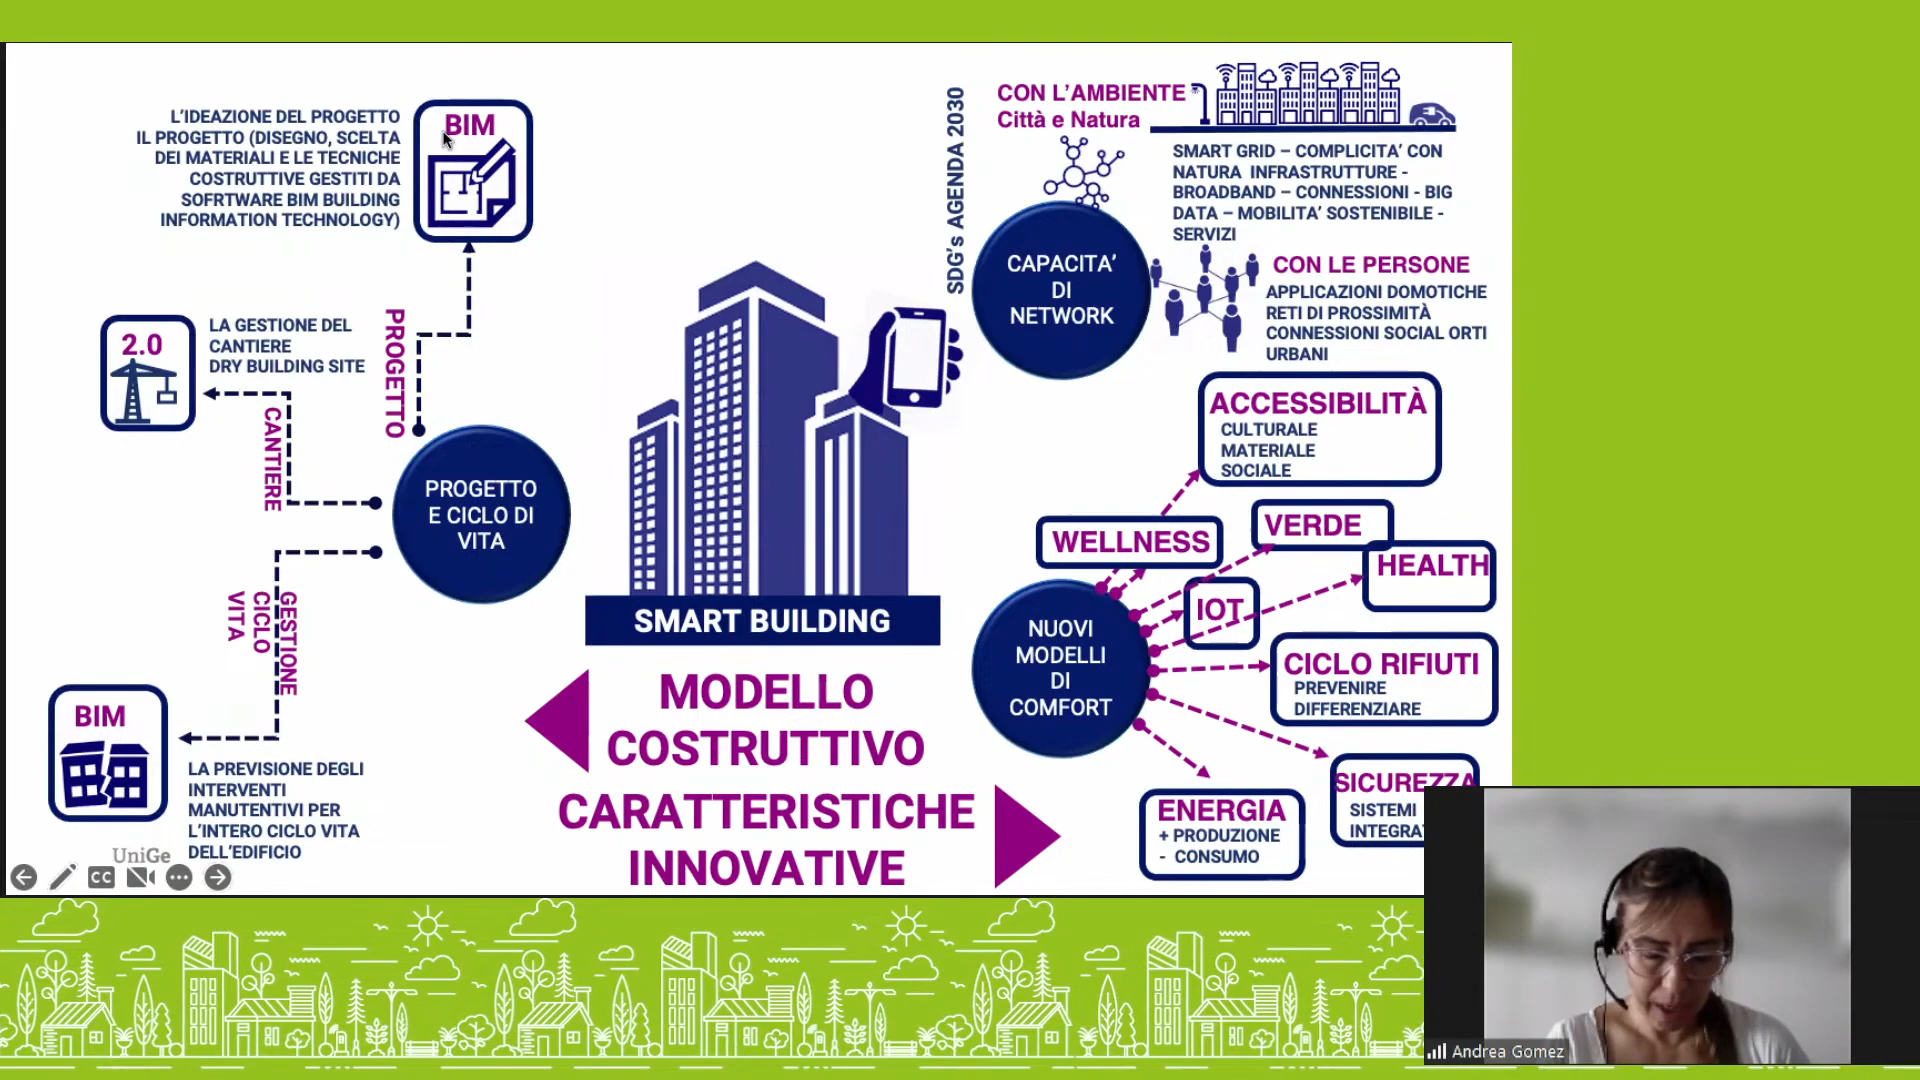 L'IDEAZIONE DEL PROGETTO
IL PROGETTO (DISEGNO, SCELTA
DEI MATERIALI E LE TECNICHE
COSTRUTTIVE GESTITI DA
SOFRTWARE BIM BUILDING
INFORMATION TECHNOLOGY)
BIM
2.0
LA GESTIONE DEL
CANTIERE
DRY BUILDING SITE
PROGETTO
CANTIERE
PROGETTO
E CICLO DI
VITA
GESTIONE
CICLO
VITA
BIM
LA PREVISIONE DEGLI
INTERVENTI
MANUTENTIVI PER
L'INTERO CICLO VITA
DELL'EDIFICIO
UniGe
CC
SMART BUILDING
MODELLO
COSTRUTTIVO
CARATTERISTICHE
INNOVATIVE
SDG's AGENDA 2030
CON L'AMBIENTE
Città e Natura
SMART GRID – COMPLICITA' CON
NATURA INFRASTRUTTURE -
BROADBAND – CONNESSIONI - BIG
DATA – MOBILITA' SOSTENIBILE -
SERVIZI
CAPACITA'
DI
NETWORK
CON LE PERSONE
APPLICAZIONI DOMOTICHE
RETI DI PROSSIMITÀ
CONNESSIONI SOCIAL ORTI
URBANI
ACCESSIBILITÀ
CULTURALE
MATERIALE
SOCIALE
WELLNESS
VERDE
HEALTH
IOT
NUOVI
MODELLI
DI
COMFORT
CICLO RIFIUTI
PREVENIRE
DIFFERENZIARE
SICUREZZA
SISTEMI
INTEGRAT
ENERGIA
+ PRODUZIONE
- CONSUMO
Andrea Gomez